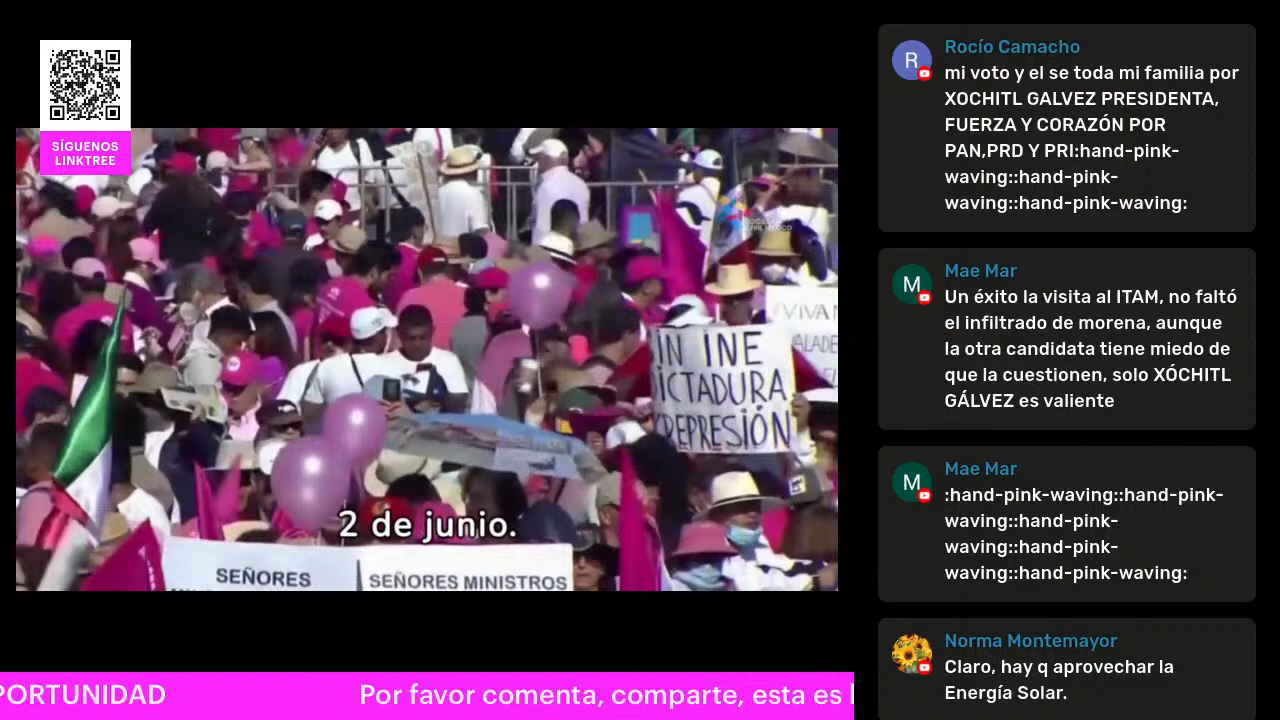 SÍGUENOS
LINKTREE
VIVA
IN INE
ICTADURA
REPRESIÓN
2 de junio.
SEÑORES
SEÑORES MINISTROS
PORTUNIDAD
Por favor comenta, comparte, esta es
Rocío Camacho
mi voto y el se toda mi familia por
XOCHITL GALVEZ PRESIDENTA,
FUERZA Y CORAZÓN POR
PAN,PRD Y PRI:hand-pink-
waving::hand-pink-
waving::hand-pink-waving:
Mae Mar
Un éxito la visita al ITAM, no faltó
el infiltrado de morena, aunque
la otra candidata tiene miedo de
que la cuestionen, solo XÓCHITL
GÁLVEZ es valiente
Mae Mar
:hand-pink-waving::hand-pink-
waving::hand-pink-
waving::hand-pink-
waving::hand-pink-waving:
Norma Montemayor
Claro, hay q aprovechar la
Energía Solar.